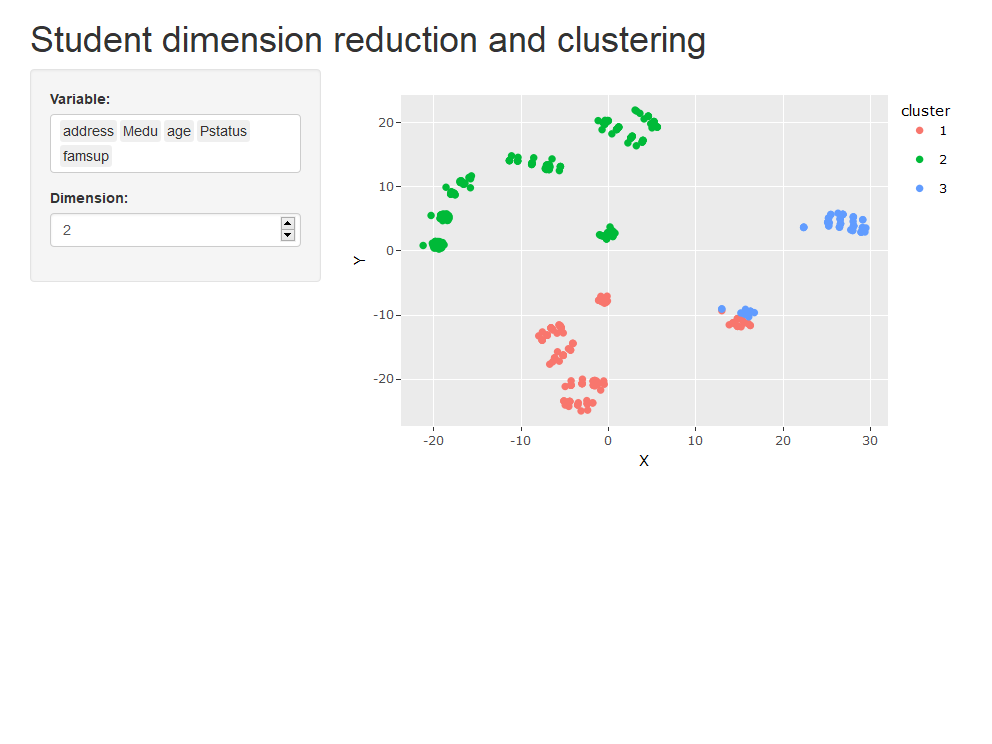 Student dimension reduction and clustering
Variable:
address Medu age Pstatus
famsup
Dimension:
2
20
10
0
-10
-20
Y
-20 -10 0 10 20 30
X
cluster
1
2
3